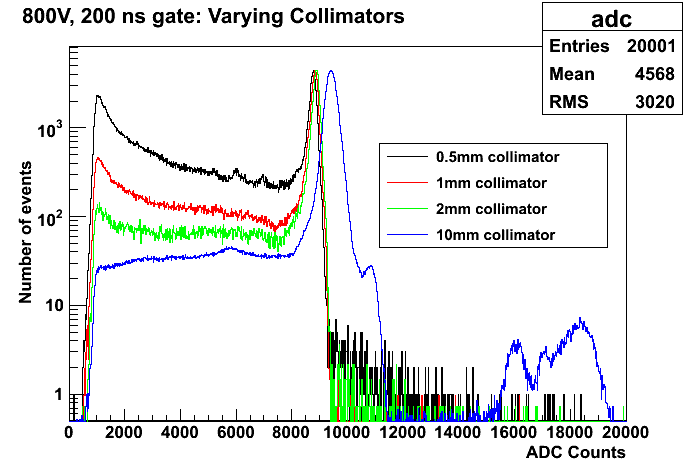 800V, 200 ns gate: Varying Collimators
adc
Entries 20001
Mean 4568
RMS 3020
Number of events
10³
10²
10
1
0.5mm collimator
1mm collimator
2mm collimator
10mm collimator
0 2000 4000 6000 8000 10000 12000 14000 16000 18000 20000
ADC Counts